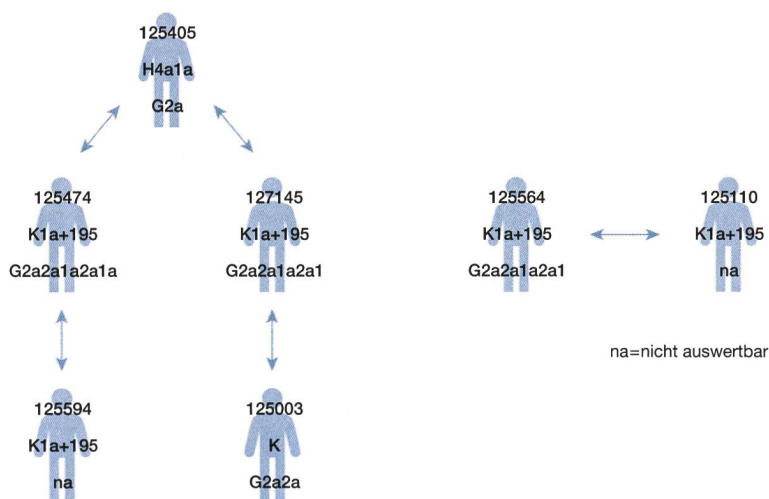 125405
H4a1a
G2a
125474
K1a+195
G2a2a1a2a1a
127145
K1a+195
G2a2a1a2a1
125564
K1a+195
G2a2a1a2a1
125110
K1a+195
na
na=nicht auswertbar
125594
K1a+195
na
125003
K
G2a2a